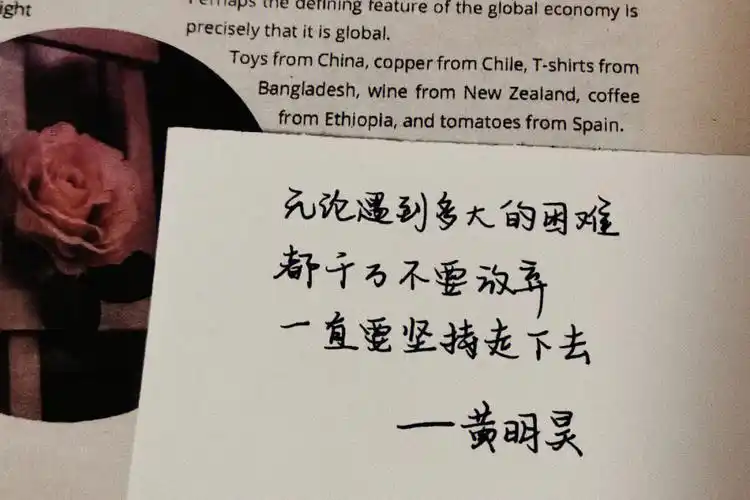 ight
Perhaps the defining feature of the global economy is
precisely that it is global.
Toys from China, copper from Chile, T-shirts from
Bangladesh, wine from New Zealand, coffee
from Ethiopia, and tomatoes from Spain.
无论遇到多大的困难
都千万不要放弃
一直要坚持走下去
——黄明昊